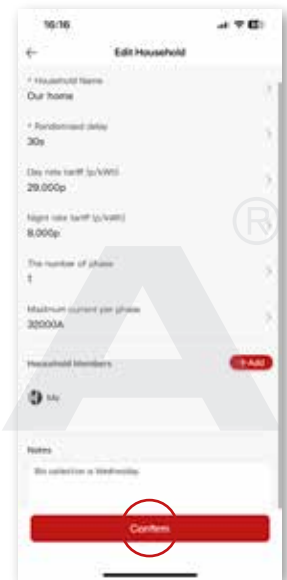 16:16
Edit Household
* Household Name
Our home
* Randomised delay
30s
Day rate tariff (p/kWh)
29.000p
Night rate tariff (p/kWh)
8.000p
The number of phase
1
Maximum current per phase
32000A
Household Members
+ Add
Me
Notes
Bin collection is Wednesday
Confirm
A
®